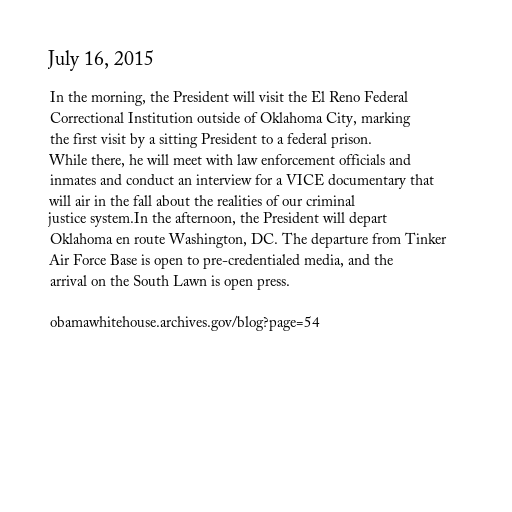 July 16, 2015
In the morning, the President will visit the El Reno Federal
Correctional Institution outside of Oklahoma City, marking
the first visit by a sitting President to a federal prison.
While there, he will meet with law enforcement officials and
inmates and conduct an interview for a VICE documentary that
will air in the fall about the realities of our criminal
justice system.In the afternoon, the President will depart
Oklahoma en route Washington, DC. The departure from Tinker
Air Force Base is open to pre-credentialed media, and the
arrival on the South Lawn is open press.
obamawhitehouse.archives.gov/blog?page=54